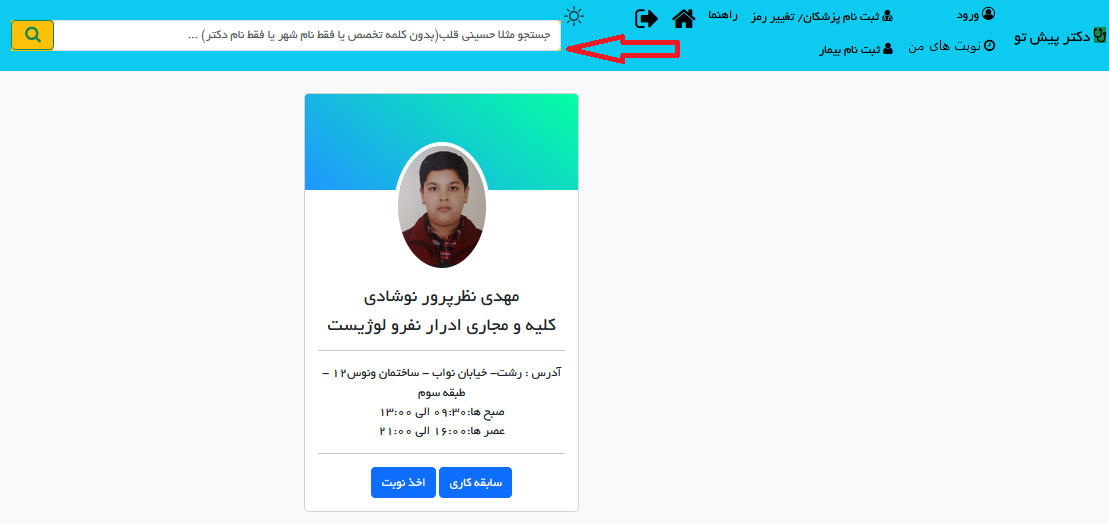 دکتر پیش تو
ورود
نوبت های من
ثبت نام پزشکان/ تغییر رمز
ثبت نام بیمار
راهنما
جستجو مثلا حسینی قلب(بدون کلمه تخصص یا فقط نام شهر یا فقط نام دکتر) ...
مهدی نظرپرور نوشادی
کلیه و مجاری ادرار نفرو لوژیست
آدرس : رشت- خیابان نواب - ساختمان ونوس۱۲ -
طبقه سوم
صبح ها:۰۹:۳۰ الی ۱۳:۰۰
عصر ها:۱۶:۰۰ الی ۲۱:۰۰
سابقه کاری
اخذ نوبت